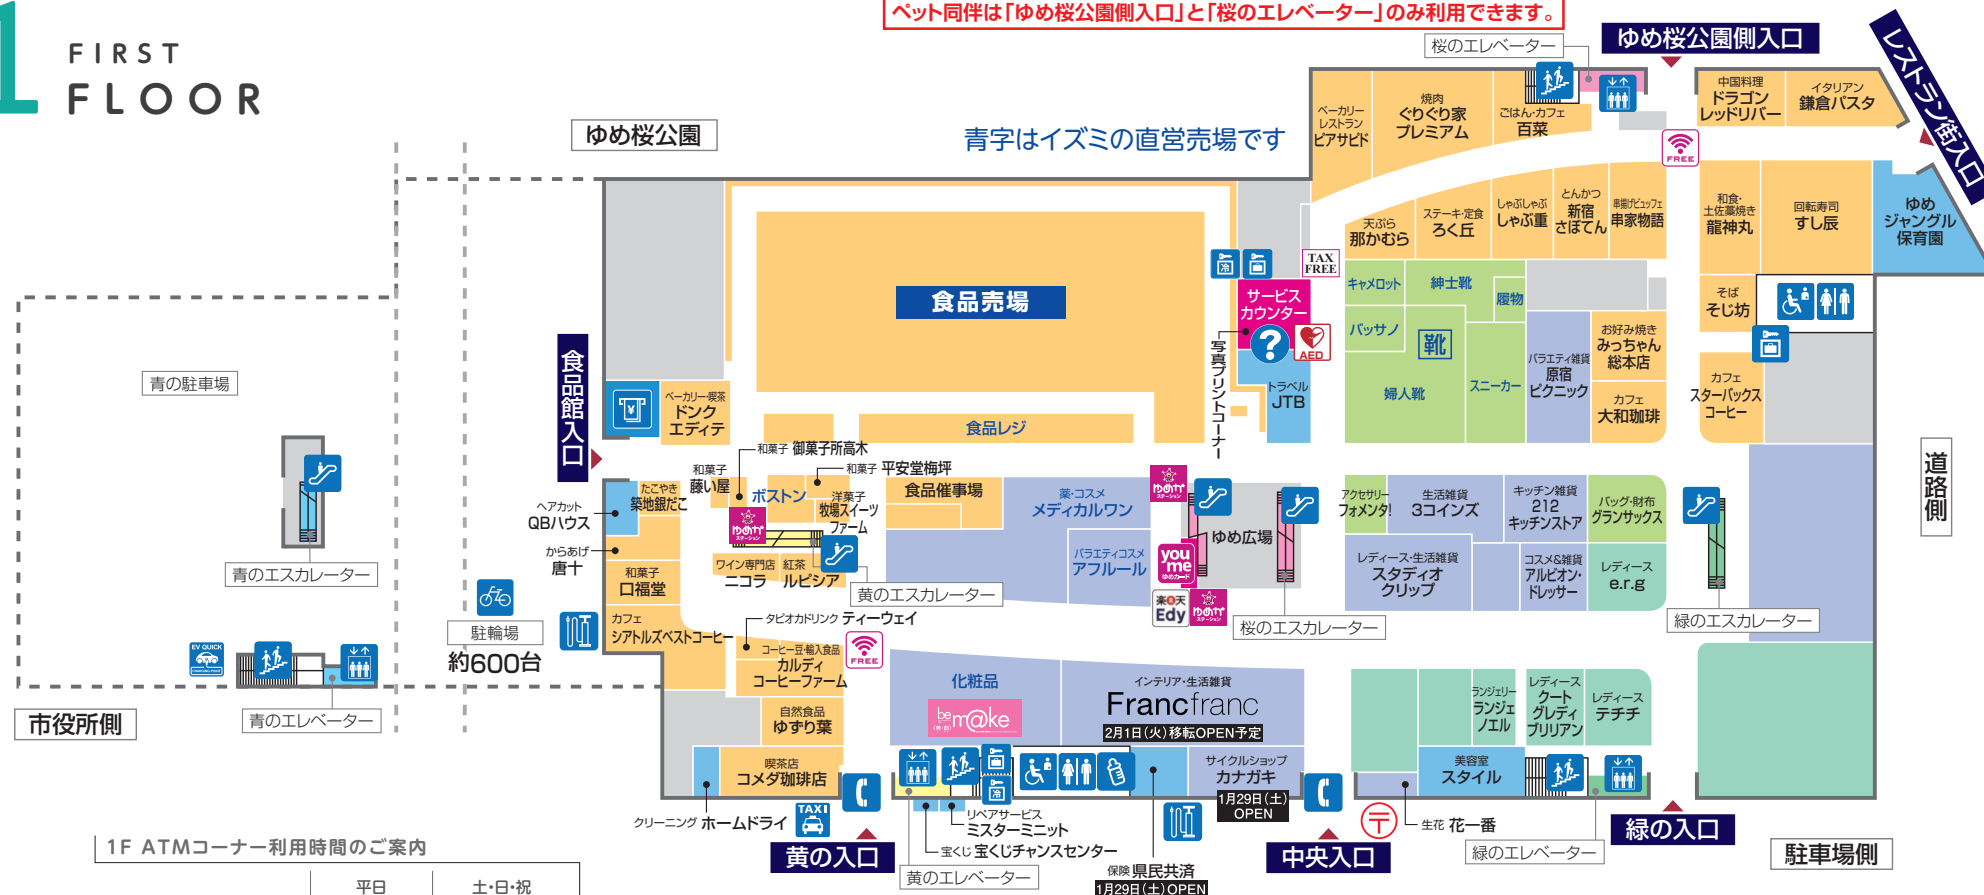 ペット同伴は「ゆめ桜公園側入口」と「桜のエレベーター」のみ利用できます。
1
FIRST
FLOOR
ゆめ桜公園
青字はイズミの直営売場です
桜のエレベーター
ゆめ桜公園側入口
レストラン街入口
ベーカリー
レストラン
ピアサピド
焼肉
ぐりぐり家
プレミアム
ごはん・カフェ
百菜
中国料理
ドラゴン
レッドリバー
イタリアン
鎌倉パスタ
FREE
天ぷら
那かむら
ステーキ・定食
ろく丘
しゃぶしゃぶ
しゃぶ重
とんかつ
新宿
さぼてん
串揚げビュッフェ
串家物語
和食・
土佐藁焼き
龍神丸
回転寿司
すし辰
ゆめ
ジャングル
保育園
食品売場
冷
TAX
FREE
サービス
カウンター
?
AED
写真プリントコーナー
トラベル
JTB
キャメロット
紳士靴
履物
バッサノ
靴
婦人靴
スニーカー
バラエティ雑貨
原宿
ピクニック
お好み焼き
みっちゃん
総本店
カフェ
大和珈琲
そば
そじ坊
カフェ
スターバックス
コーヒー
道路側
青の駐車場
青のエスカレーター
食品館入口
¥
ベーカリー・喫茶
ドンク
エディテ
食品レジ
和菓子 御菓子所高木
和菓子 平安堂梅坪
和菓子
藤い屋
ボストン
洋菓子
牧場スイーツ
ファーム
ゆめか
ステーション
食品催事場
薬・コスメ
メディカルワン
バラエティコスメ
アフルール
ゆめか
ステーション
ゆめ広場
you
me
ゆめカード
楽天
Edy
ゆめか
ステーション
アクセサリー
フォメンタ!
生活雑貨
3コインズ
キッチン雑貨
212
キッチンストア
バッグ・財布
グランサックス
レディース・生活雑貨
スタディオ
クリップ
コスメ&雑貨
アルビオン・
ドレッサー
レディース
e.r.g
緑のエスカレーター
桜のエスカレーター
たこやき
築地銀だこ
ヘアカット
QBハウス
からあげ
唐十
和菓子
口福堂
ワイン専門店
ニコラ
紅茶
ルピシア
黄のエスカレーター
カフェ
シアトルズベストコーヒー
タピオカドリンク ティーウェイ
FREE
コーヒー豆・輸入食品
カルディ
コーヒーファーム
自然食品
ゆずり葉
喫茶店
コメダ珈琲店
駐輪場
約600台
EV QUICK
青のエレベーター
市役所側
化粧品
be
m@ke
インテリア・生活雑貨
Francfranc
2月1日(火)移転OPEN予定
サイクルショップ
カナガキ
1月29日(土)
OPEN
冷
ランジェリー
ランジェ
ノエル
レディース
クート
グレディ
ブリリアン
レディース
テチチ
美容室
スタイル
クリーニング ホームドライ
TAXI
リペアサービス
ミスターミニット
宝くじ 宝くじチャンスセンター
黄の入口
黄のエレベーター
保険 県民共済
1月29日(土)OPEN
中央入口
〒
生花 花一番
緑のエレベーター
緑の入口
駐車場側
1F ATMコーナー利用時間のご案内
平日
土・日・祝